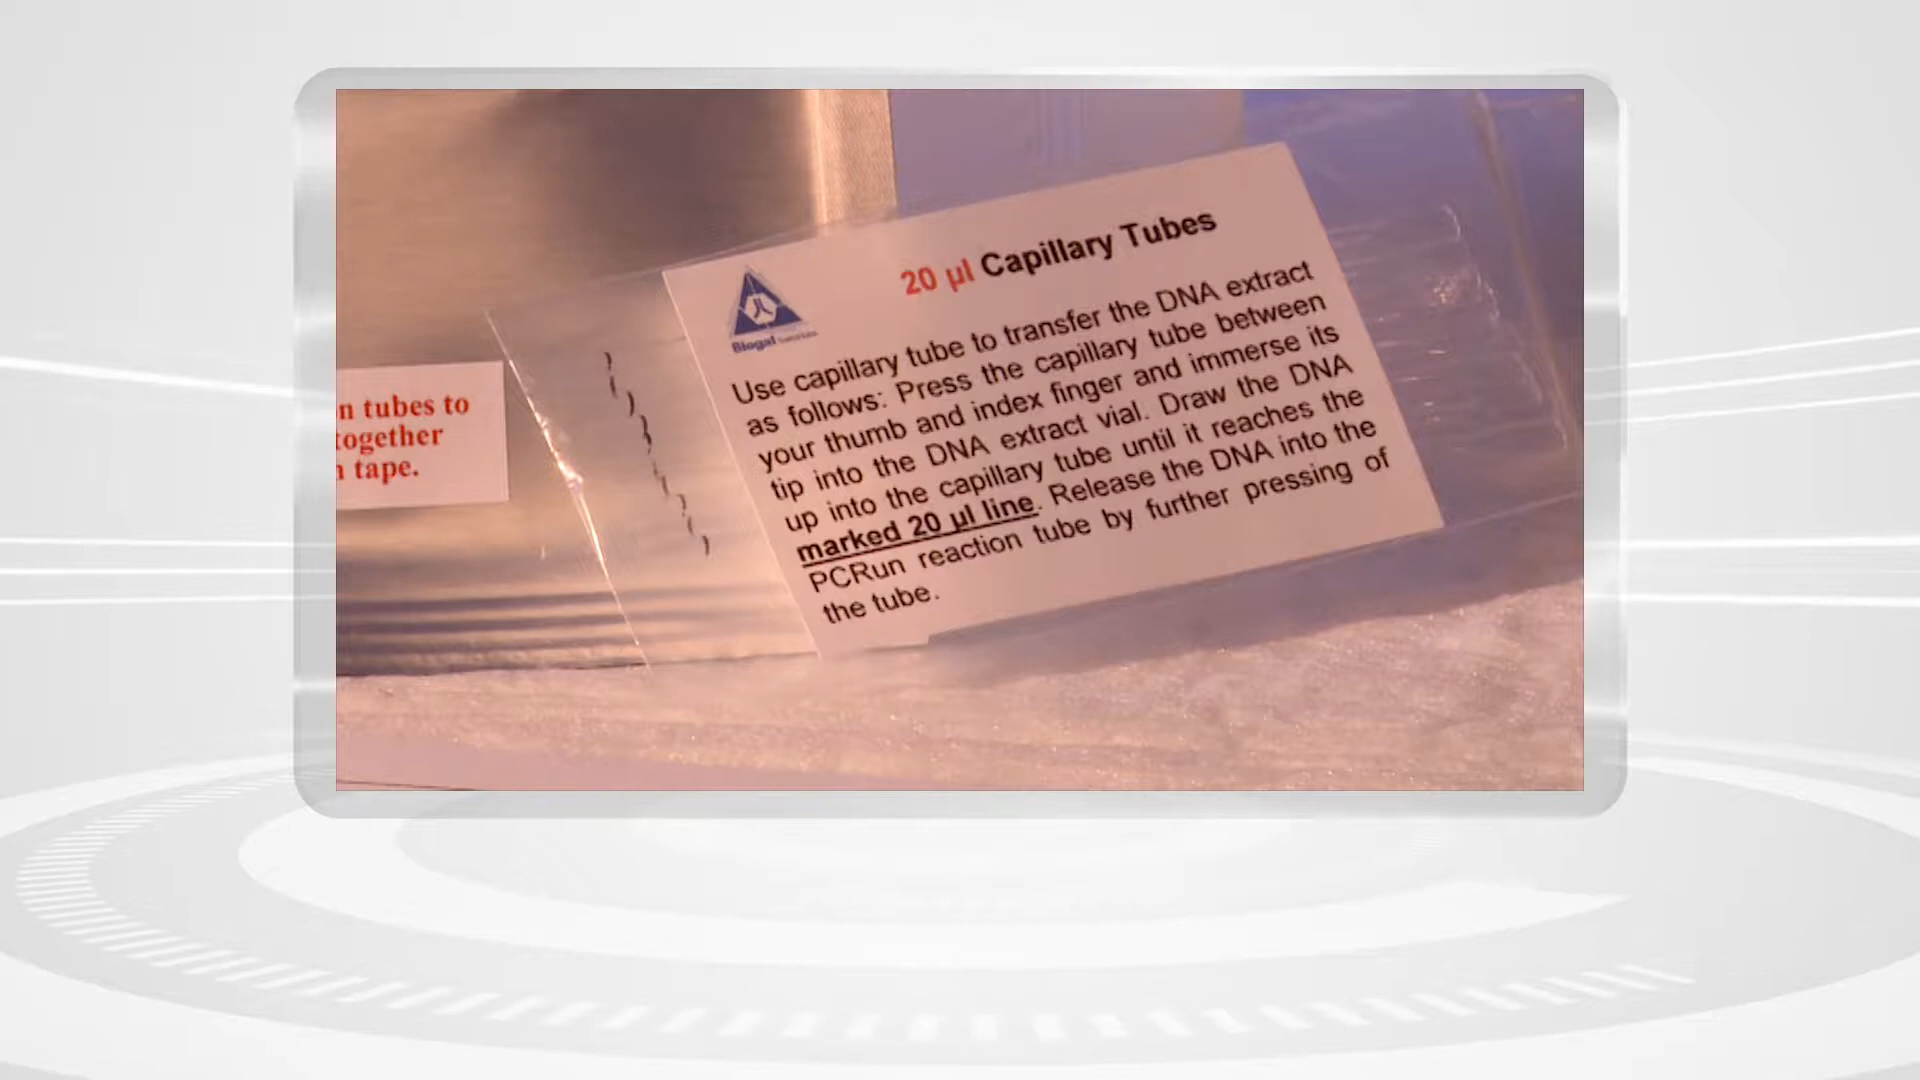 20 µl Capillary Tubes
Biogal
Use capillary tube to transfer the DNA extract
as follows: Press the capillary tube between
your thumb and index finger and immerse its
tip into the DNA extract vial. Draw the DNA
up into the capillary tube until it reaches the
marked 20 µl line. Release the DNA into the
PCRun reaction tube by further pressing of
the tube.
n tubes to
together
tape.